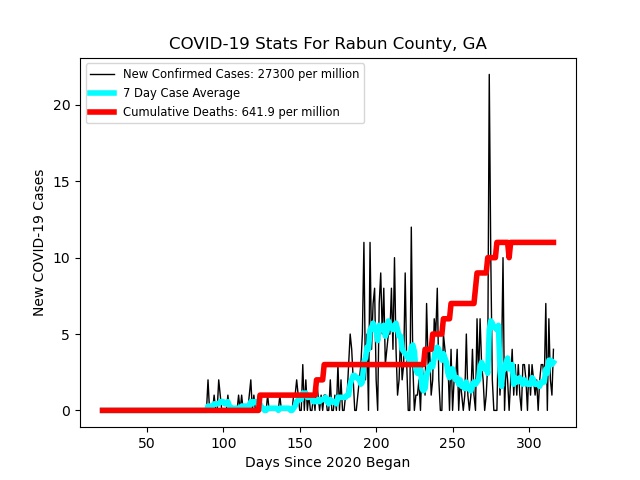 COVID-19 Stats For Rabun County, GA
New Confirmed Cases: 27300 per million
7 Day Case Average
Cumulative Deaths: 641.9 per million
New COVID-19 Cases
20
15
10
5
0
50 100 150 200 250 300
Days Since 2020 Began